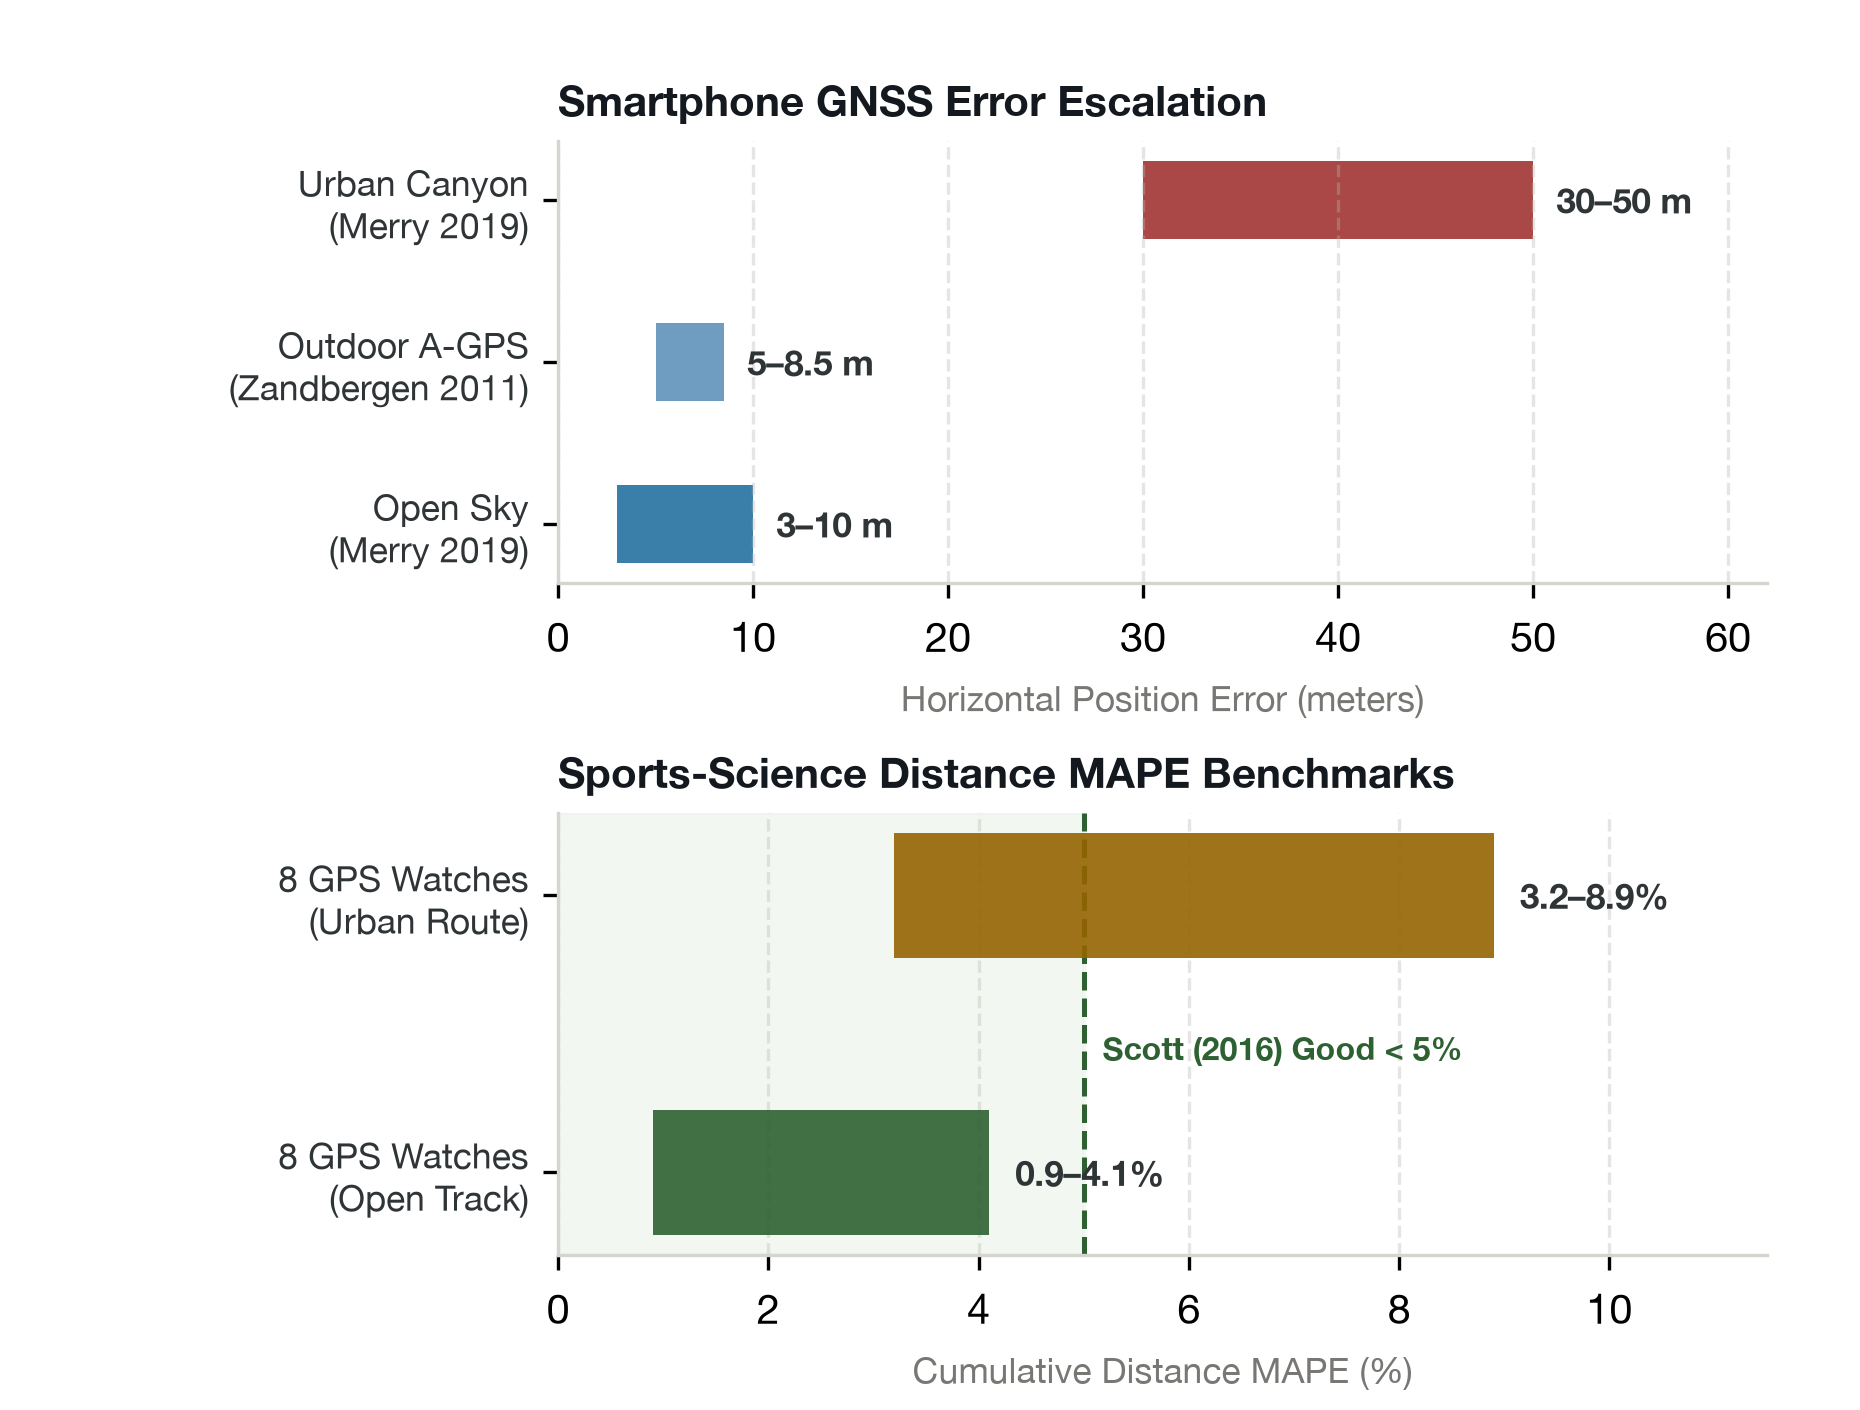 Smartphone GNSS Error Escalation
Urban Canyon
(Merry 2019)
30–50 m
Outdoor A-GPS
(Zandbergen 2011)
5–8.5 m
Open Sky
(Merry 2019)
3–10 m
0 10 20 30 40 50 60
Horizontal Position Error (meters)
Sports-Science Distance MAPE Benchmarks
8 GPS Watches
(Urban Route)
3.2–8.9%
Scott (2016) Good < 5%
8 GPS Watches
(Open Track)
0.9–4.1%
0 2 4 6 8 10
Cumulative Distance MAPE (%)